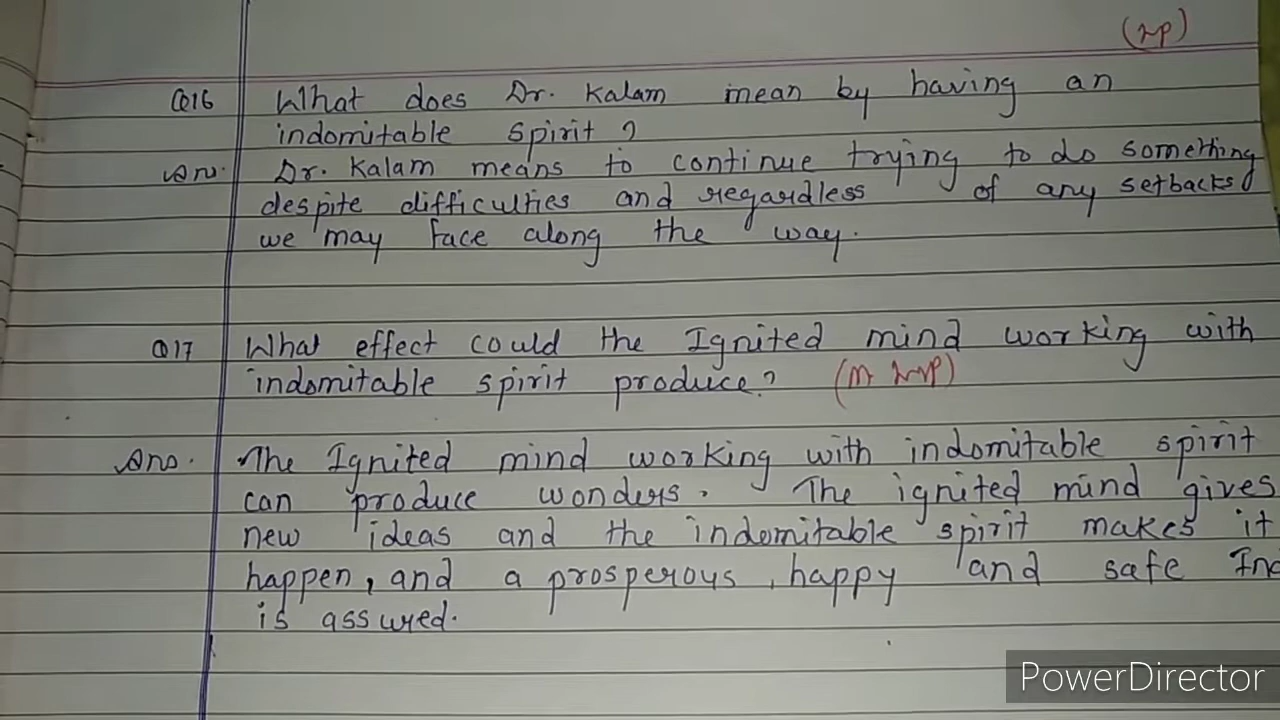 (imp)
Q16 What does Dr. Kalam mean by having an
indomitable spirit ?
Ans. Dr. Kalam means to continue trying to do something
despite difficulties and regardless of any setbacks
we may face along the way.
Q17 What effect could the Ignited mind working with
indomitable spirit produce?
Ans. The Ignited mind working with indomitable spirit
can produce wonders. The ignited mind gives
new ideas and the indomitable spirit makes it
happen, and a prosperous, happy and safe Ind
is assured.
PowerDirector